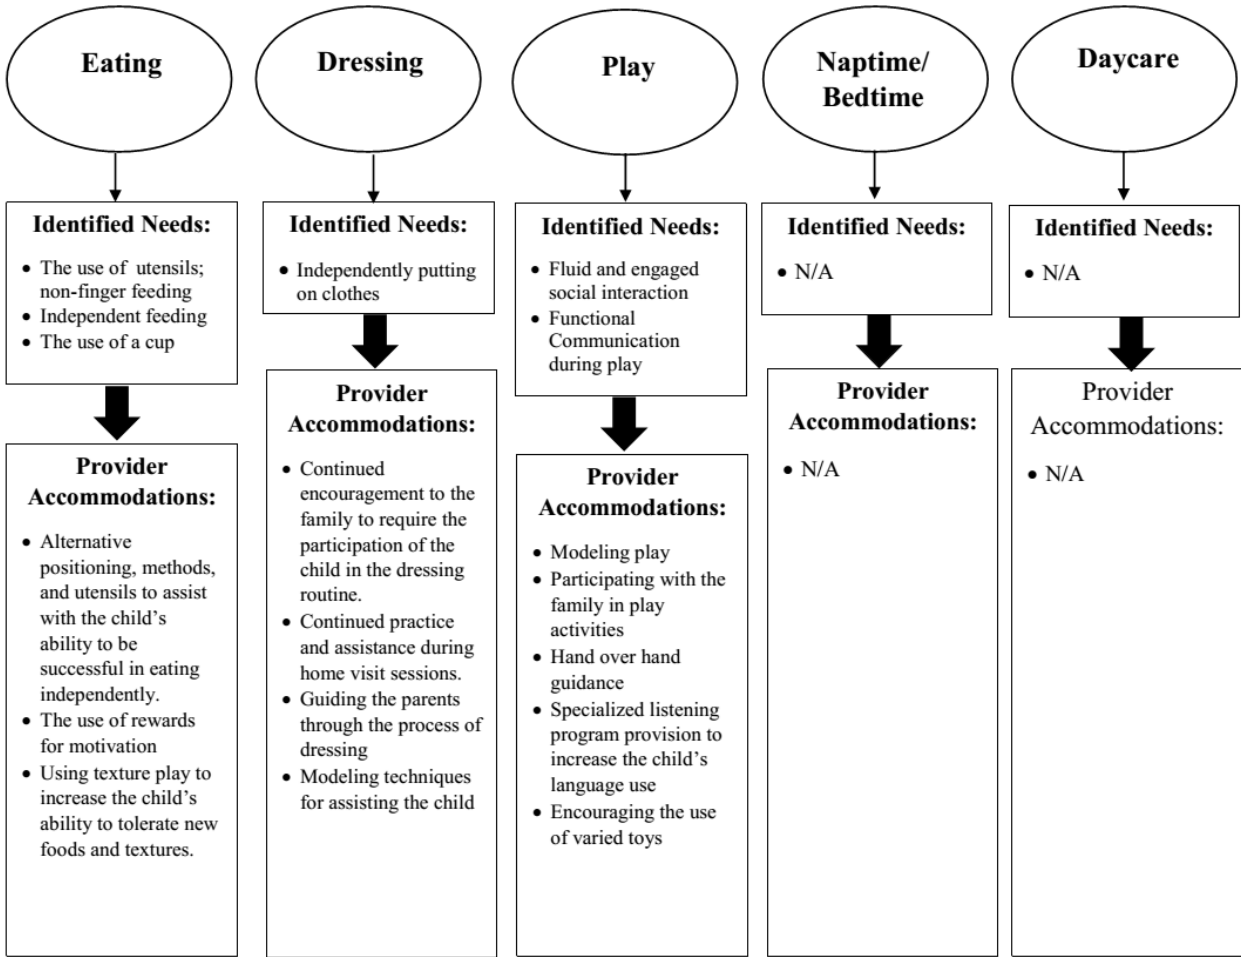 Eating
Identified Needs:
• The use of utensils;
non-finger feeding
• Independent feeding
• The use of a cup
Provider
Accommodations:
• Alternative
positioning, methods,
and utensils to assist
with the child's
ability to be
successful in eating
independently.
• The use of rewards
for motivation
• Using texture play to
increase the child's
ability to tolerate new
foods and textures.
Dressing
Identified Needs:
• Independently putting
on clothes
Provider
Accommodations:
• Continued
encouragement to the
family to require the
participation of the
child in the dressing
routine.
• Continued practice
and assistance during
home visit sessions.
• Guiding the parents
through the process of
dressing
• Modeling techniques
for assisting the child
Play
Identified Needs:
• Fluid and engaged
social interaction
• Functional
Communication
during play
Provider
Accommodations:
• Modeling play
• Participating with the
family in play
activities
• Hand over hand
guidance
• Specialized listening
program provision to
increase the child's
language use
• Encouraging the use
of varied toys
Naptime/
Bedtime
Identified Needs:
• N/A
Provider
Accommodations:
• N/A
Daycare
Identified Needs:
• N/A
Provider
Accommodations:
• N/A